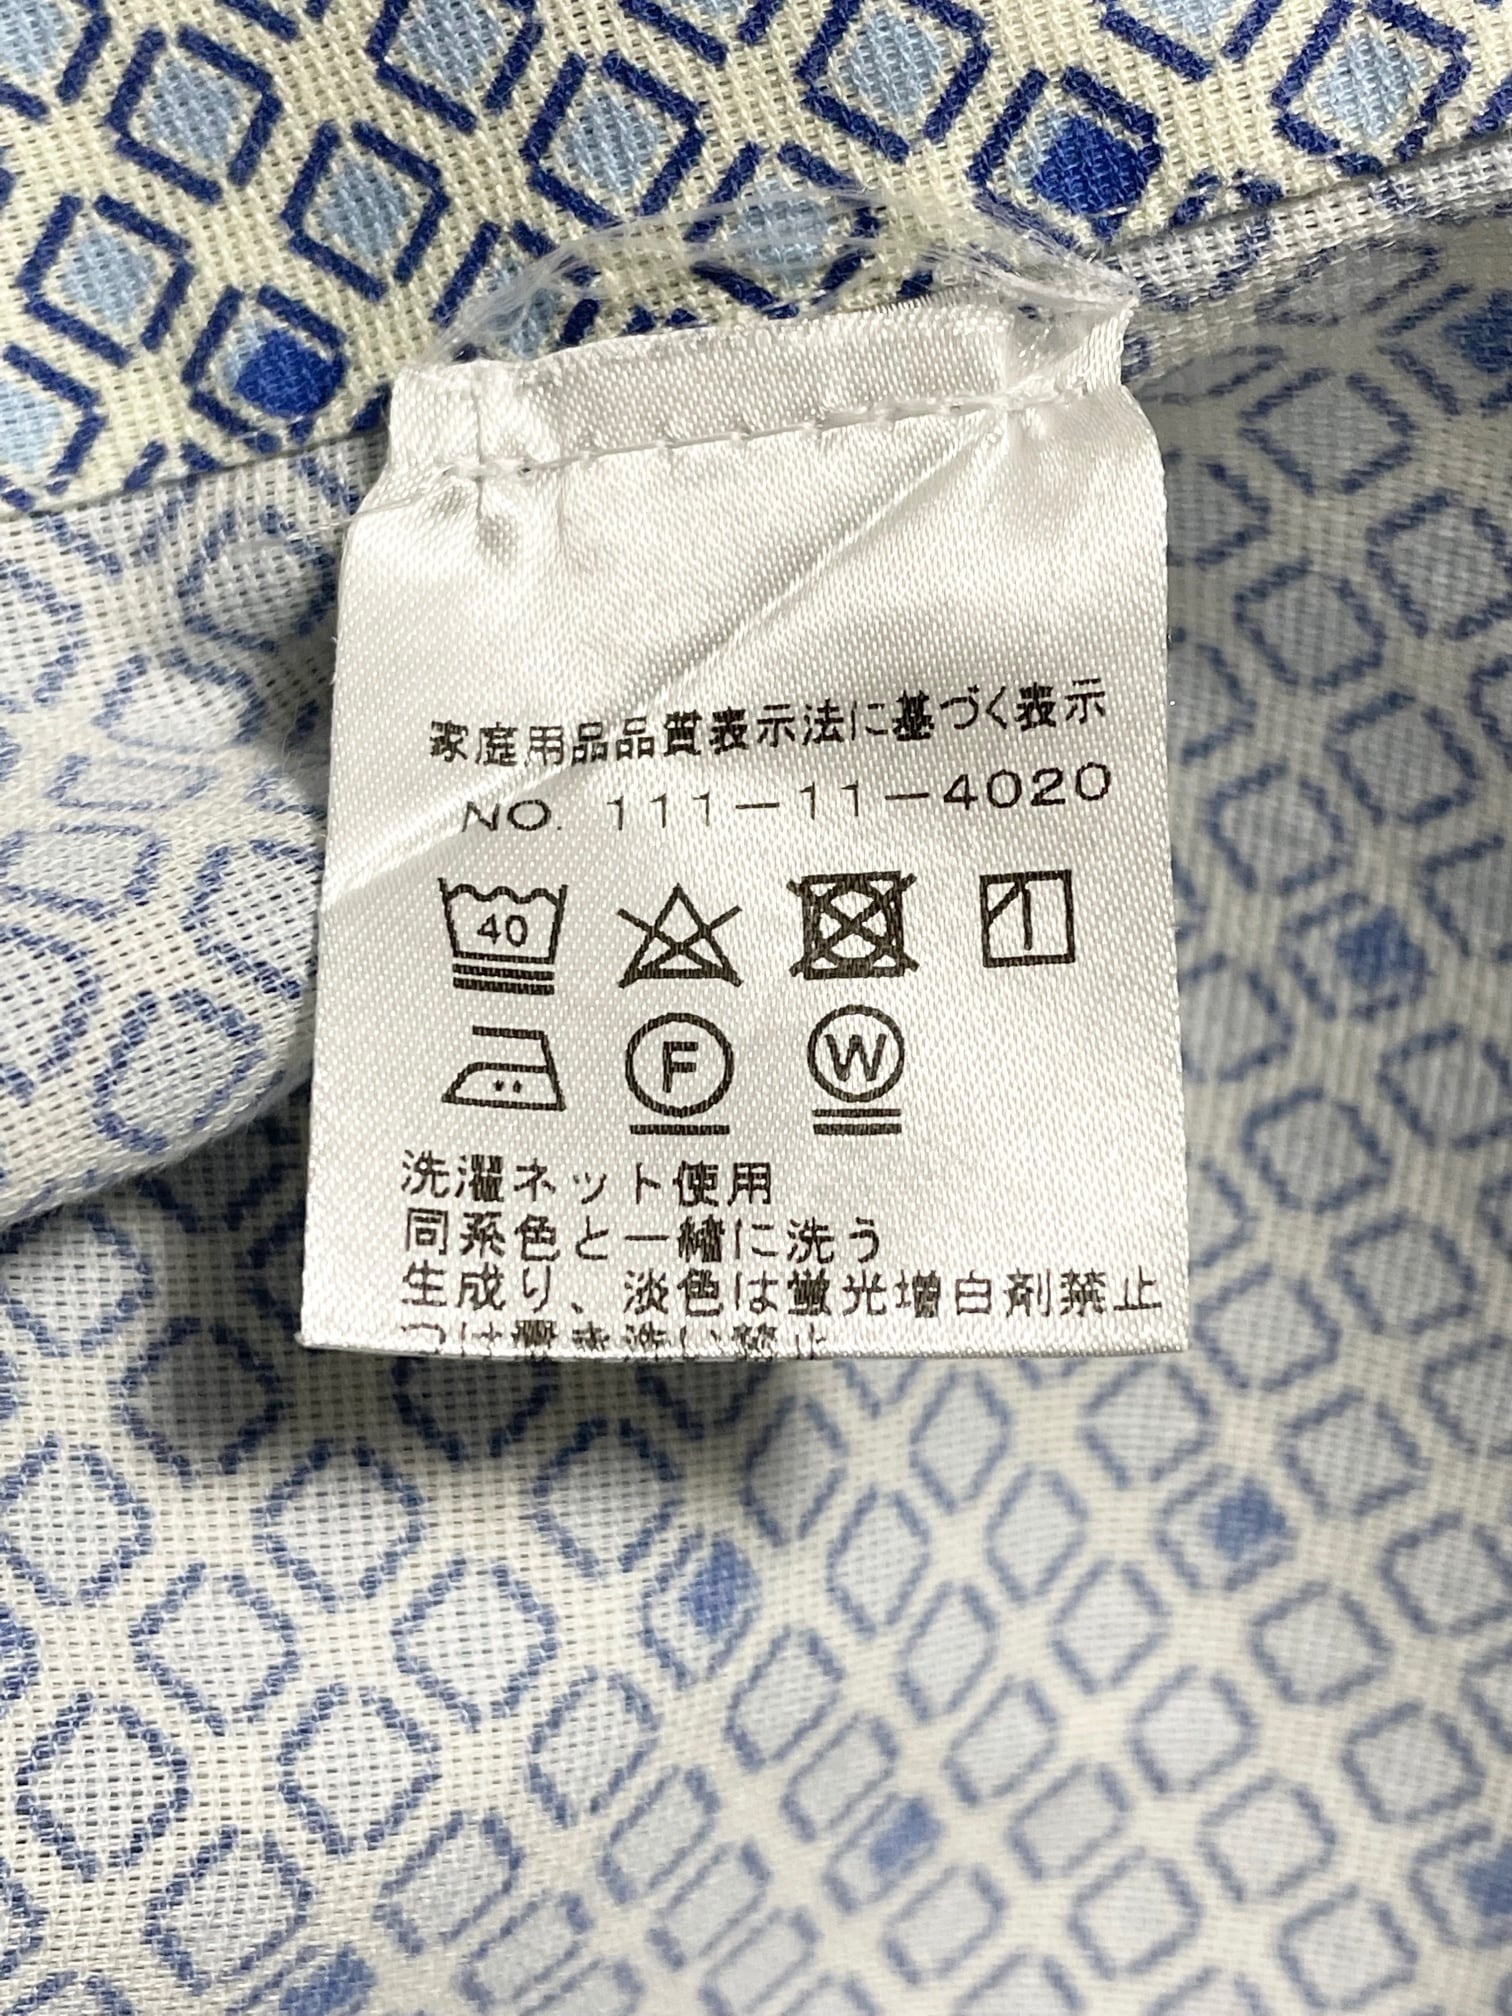 家庭用品品質表示法に基づく表示
NO. 111－11－4020
40
F W
洗濯ネット使用
同系色と一緒に洗う
生成り、淡色は蛍光増白剤禁止